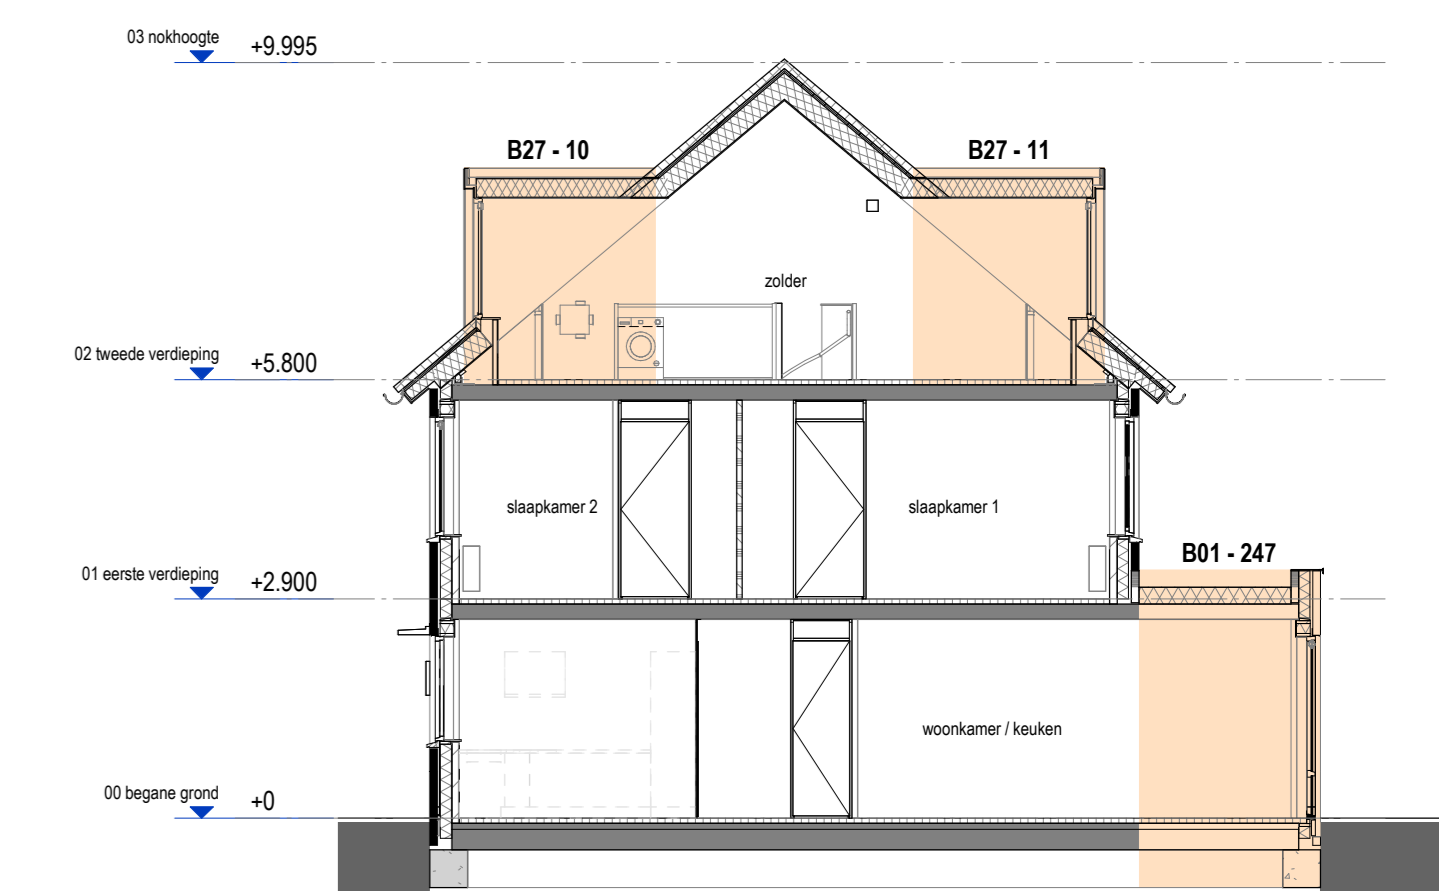 03 nokhoogte +9.995
B27 - 10 B27 - 11
zolder
02 tweede verdieping +5.800
slaapkamer 2 slaapkamer 1
B01 - 247
01 eerste verdieping +2.900
woonkamer / keuken
00 begane grond +0